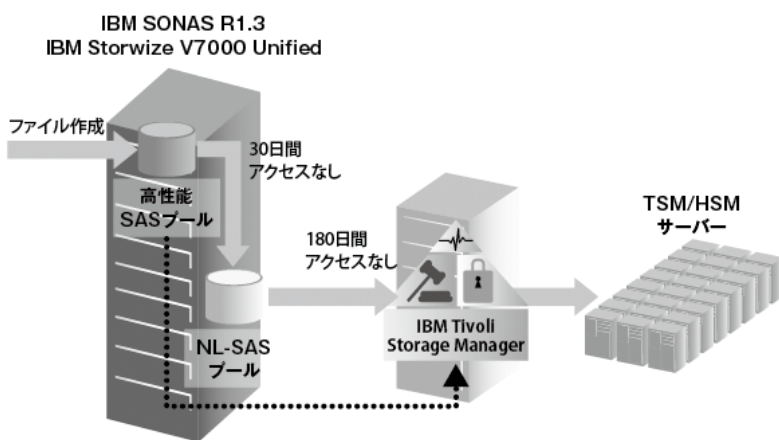 IBM SONAS R1.3
IBM Storwize V7000 Unified
ファイル作成
30日間
アクセスなし
高性能
SASプール
180日間
アクセスなし
TSM/HSM
サーバー
NL-SAS
プール
IBM Tivoli
Storage Manager